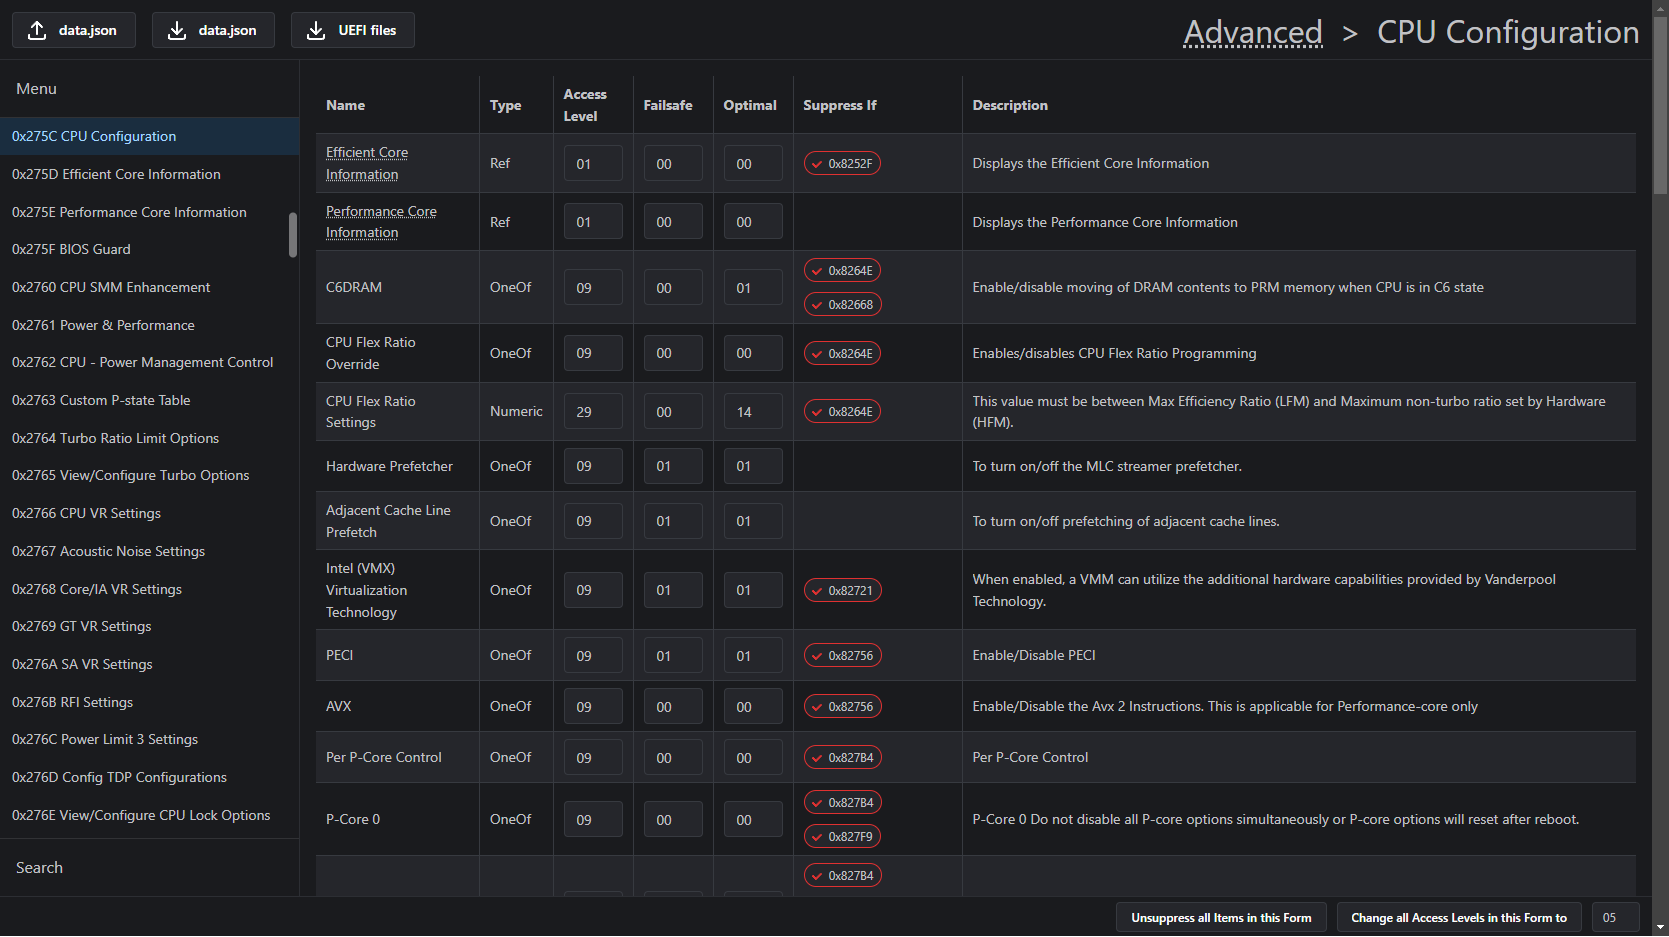 data.json
data.json
UEFI files
Advanced > CPU Configuration
Menu
0x275C CPU Configuration
0x275D Efficient Core Information
0x275E Performance Core Information
0x275F BIOS Guard
0x2760 CPU SMM Enhancement
0x2761 Power & Performance
0x2762 CPU - Power Management Control
0x2763 Custom P-state Table
0x2764 Turbo Ratio Limit Options
0x2765 View/Configure Turbo Options
0x2766 CPU VR Settings
0x2767 Acoustic Noise Settings
0x2768 Core/IA VR Settings
0x2769 GT VR Settings
0x276A SA VR Settings
0x276B RFI Settings
0x276C Power Limit 3 Settings
0x276D Config TDP Configurations
0x276E View/Configure CPU Lock Options
Search
Name
Type
Access
Level
Failsafe
Optimal
Suppress If
Description
Efficient Core
Information
Ref
01
00
00
0x8252F
Displays the Efficient Core Information
Performance Core
Information
Ref
01
00
00
Displays the Performance Core Information
C6DRAM
OneOf
09
00
01
0x8264E
0x82668
Enable/disable moving of DRAM contents to PRM memory when CPU is in C6 state
CPU Flex Ratio
Override
OneOf
09
00
00
0x8264E
Enables/disables CPU Flex Ratio Programming
CPU Flex Ratio
Settings
Numeric
29
00
14
0x8264E
This value must be between Max Efficiency Ratio (LFM) and Maximum non-turbo ratio set by Hardware
(HFM).
Hardware Prefetcher
OneOf
09
01
01
To turn on/off the MLC streamer prefetcher.
Adjacent Cache Line
Prefetch
OneOf
09
01
01
To turn on/off prefetching of adjacent cache lines.
Intel (VMX)
Virtualization
Technology
OneOf
09
01
01
0x82721
When enabled, a VMM can utilize the additional hardware capabilities provided by Vanderpool
Technology.
PECI
OneOf
09
01
01
0x82756
Enable/Disable PECI
AVX
OneOf
09
00
00
0x82756
Enable/Disable the Avx 2 Instructions. This is applicable for Performance-core only
Per P-Core Control
OneOf
09
00
00
0x827B4
Per P-Core Control
P-Core 0
OneOf
09
00
00
0x827B4
0x827F9
P-Core 0 Do not disable all P-core options simultaneously or P-core options will reset after reboot.
0x827B4
Unsuppress all Items in this Form
Change all Access Levels in this Form to
05